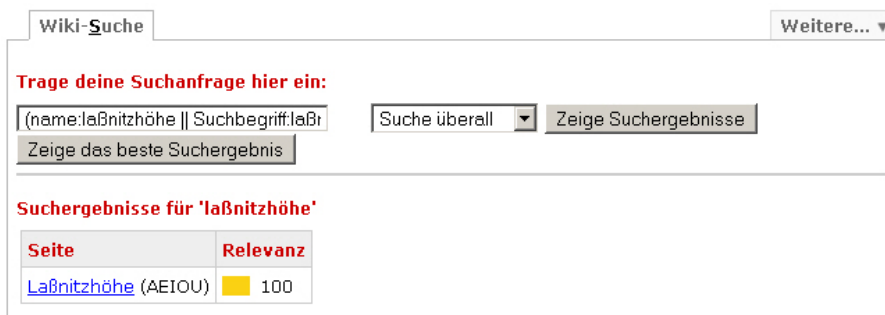 Wiki-Suche
Weitere...
Trage deine Suchanfrage hier ein:
(name:laßnitzhöhe || Suchbegriff:laßr Suche überall Zeige Suchergebnisse
Zeige das beste Suchergebnis
Suchergebnisse für 'laßnitzhöhe'
Seite Relevanz
Laßnitzhöhe (AEIOU) 100